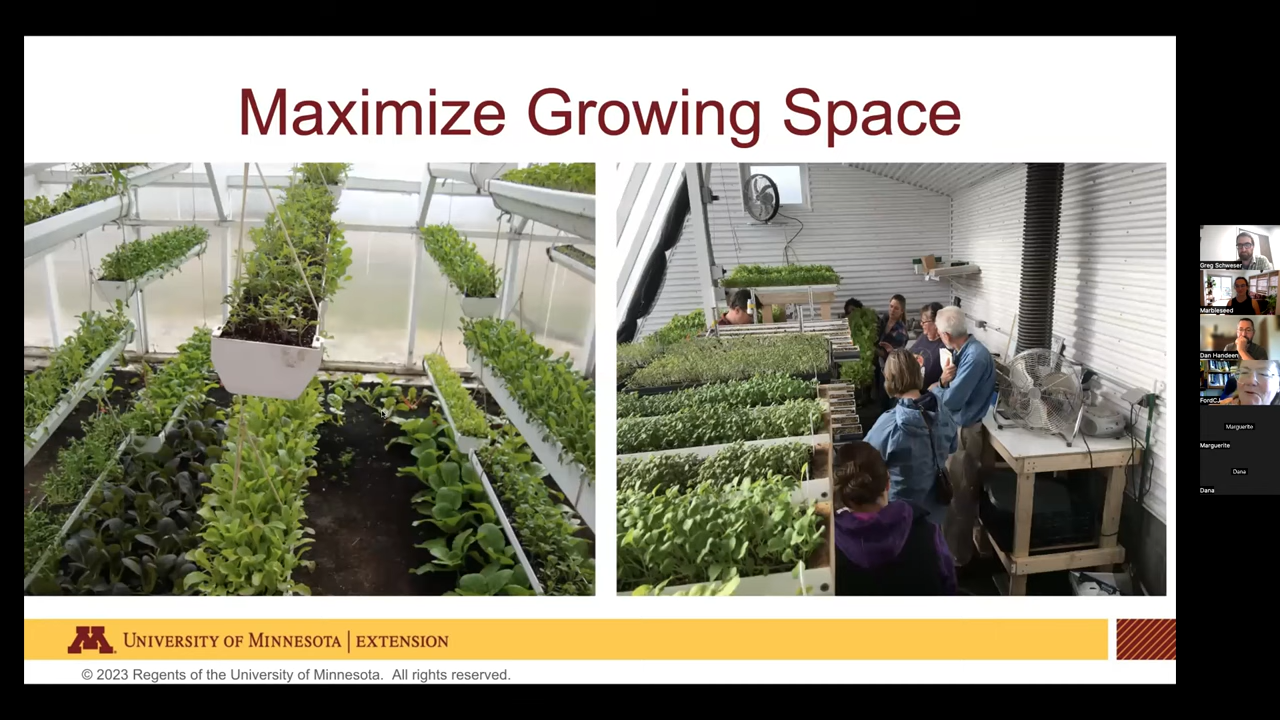 Maximize Growing Space
UNIVERSITY OF MINNESOTA | EXTENSION
© 2023 Regents of the University of Minnesota. All rights reserved.
Greg Schweser
Marbleseed
Dan Handeen
FordCJ
Marguerite
Marguerite
Dana
Dana